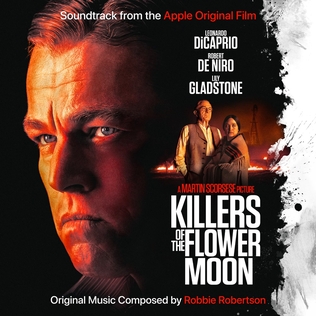 Soundtrack from the Apple Original Film
LEONARDO
DiCAPRIO
ROBERT
DE NIRO
LILY
GLADSTONE
A MARTIN SCORSESE PICTURE
KILLERS
OF THE FLOWER
MOON
Original Music Composed by Robbie Robertson